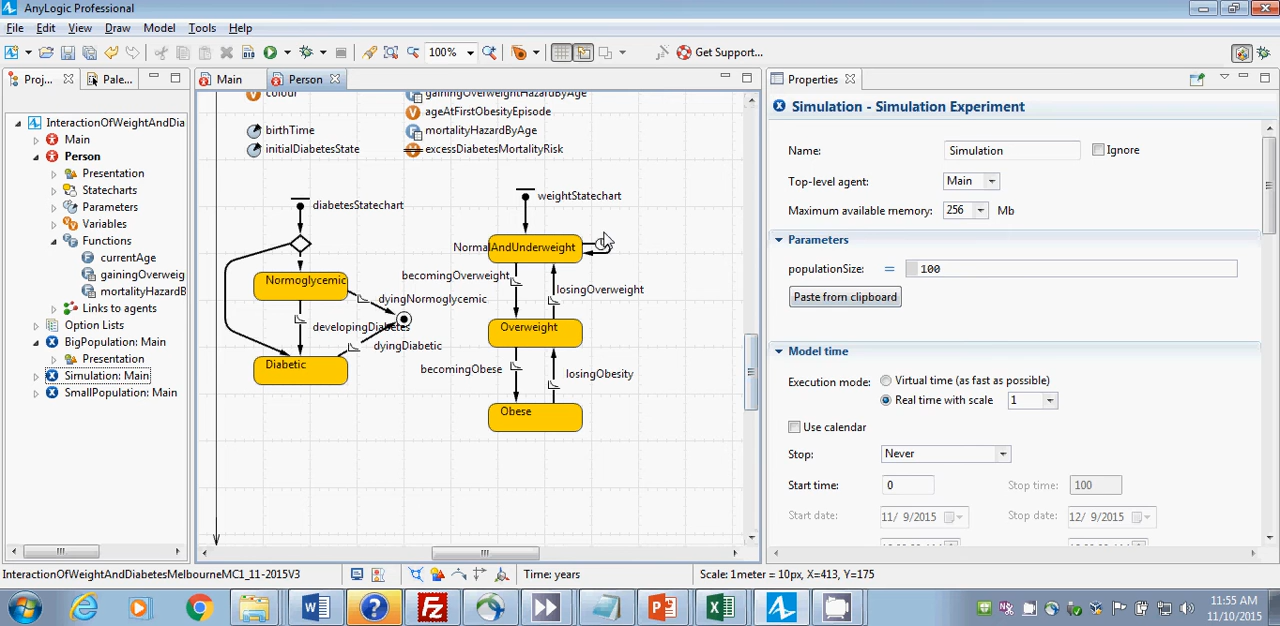 AnyLogic Professional
File Edit View Draw Model Tools Help
100% Get Support...
Proj... Pale... Main Person Properties
InteractionOfWeightAndDia
Main
Person
Presentation
Statecharts
Parameters
Variables
Functions
currentAge
gainingOverweig
mortalityHazardB
Links to agents
Option Lists
BigPopulation: Main
Presentation
Simulation: Main
SmallPopulation: Main
colour gainingOverweightHazardByAge
ageAtFirstObesityEpisode
birthTime mortalityHazardByAge
initialDiabetesState excessDiabetesMortalityRisk
diabetesStatechart weightStatechart
NormalAndUnderweight
Normoglycemic becomingOverweight
dyingNormoglycemic losingOverweight
developingDiabetes Overweight
dyingDiabetic
Diabetic becomingObese losingObesity
Obese
Simulation - Simulation Experiment
Name: Simulation Ignore
Top-level agent: Main
Maximum available memory: 256 Mb
Parameters
populationSize: = 100
Paste from clipboard
Model time
Execution mode: Virtual time (as fast as possible)
Real time with scale 1
Use calendar
Stop: Never
Start time: 0 Stop time: 100
Start date: 11/ 9/2015 Stop date: 12/ 9/2015
InteractionOfWeightAndDiabetesMelbourneMC1_11-2015V3 Time: years Scale: 1meter = 10px, X=413, Y=175
11:55 AM
11/10/2015